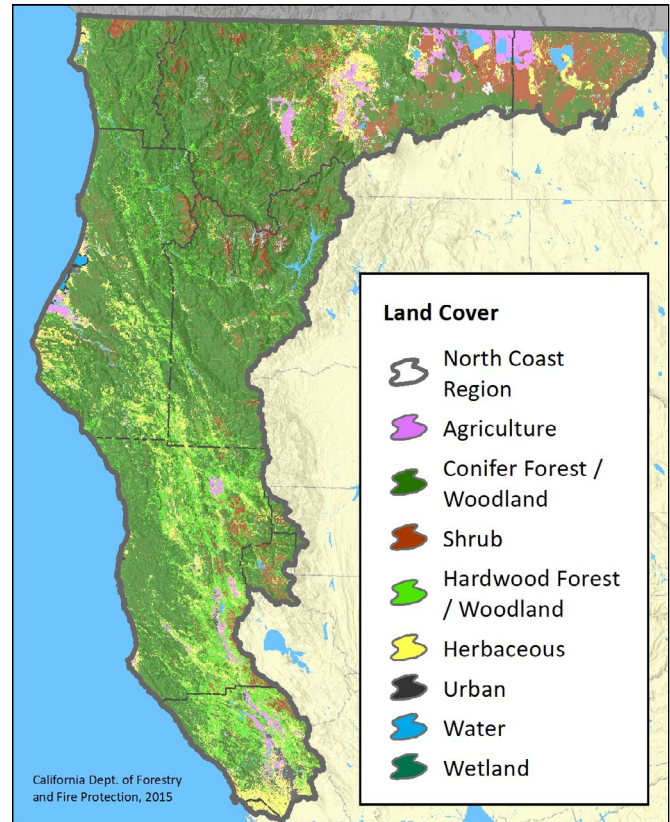 Land Cover
North Coast
Region
Agriculture
Conifer Forest /
Woodland
Shrub
Hardwood Forest
/ Woodland
Herbaceous
Urban
Water
Wetland
California Dept. of Forestry
and Fire Protection, 2015